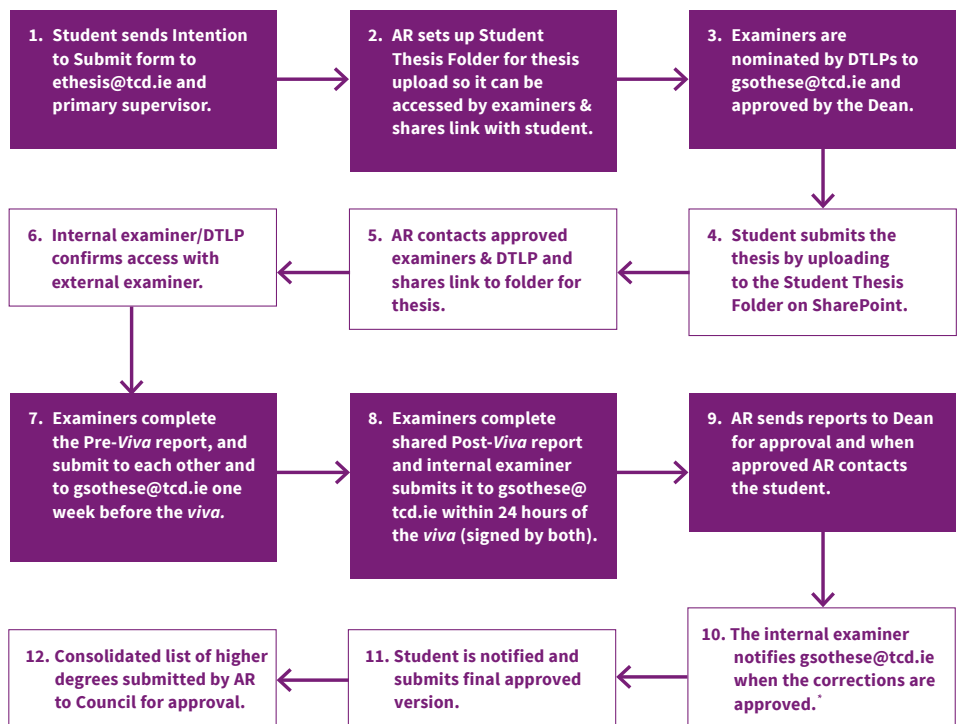 1. Student sends Intention
to Submit form to
ethesis@tcd.ie and
primary supervisor.
2. AR sets up Student
Thesis Folder for thesis
upload so it can be
accessed by examiners &
shares link with student.
3. Examiners are
nominated by DTLPs to
gsothese@tcd.ie and
approved by the Dean.
4. Student submits the
thesis by uploading
to the Student Thesis
Folder on SharePoint.
5. AR contacts approved
examiners & DTLP and
shares link to folder for
thesis.
6. Internal examiner/DTLP
confirms access with
external examiner.
7. Examiners complete
the Pre-Viva report, and
submit to each other and
to gsothese@tcd.ie one
week before the viva.
8. Examiners complete
shared Post-Viva report
and internal examiner
submits it to gsothese@
tcd.ie within 24 hours of
the viva (signed by both).
9. AR sends reports to Dean
for approval and when
approved AR contacts
the student.
10. The internal examiner
notifies gsothese@tcd.ie
when the corrections are
approved.*
11. Student is notified and
submits final approved
version.
12. Consolidated list of higher
degrees submitted by AR
to Council for approval.